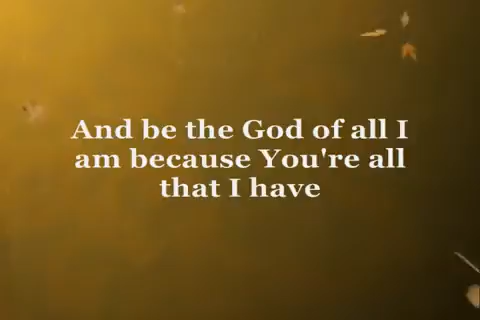 And be the God of all I
am because You're all
that I have